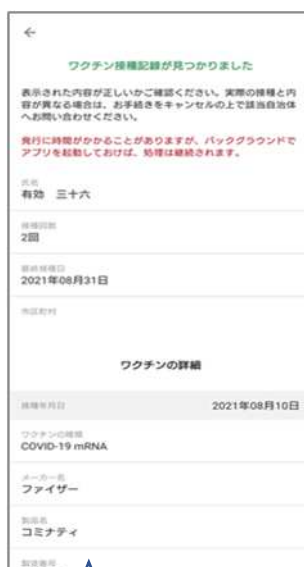 ワクチン接種記録が見つかりました
表示された内容が正しいかご確認ください。実際の接種と内
容が異なる場合は、お手続きをキャンセルの上で該当自治体
へお問い合わせください。
発行に時間がかかることがありますが、バックグラウンドで
アプリを起動しておけば、処理は継続されます。
氏名
有効 三十六
接種回数
2回
最終接種日
2021年08月31日
市区町村
ワクチンの詳細
接種年月日 2021年08月10日
ワクチンの種類
COVID-19 mRNA
メーカー名
ファイザー
製品名
コミナティ
製造番号